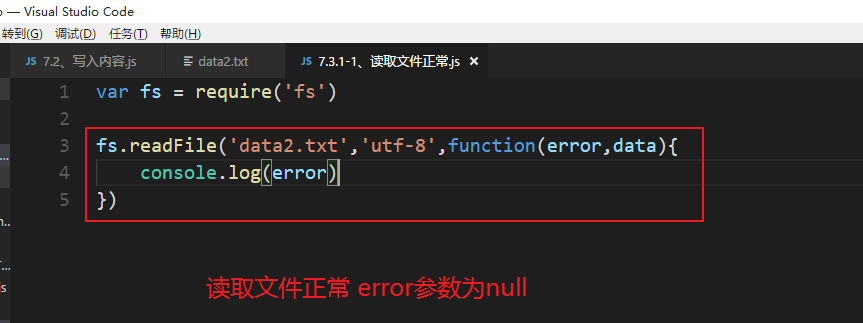 — Visual Studio Code
转到(G) 调试(D) 任务(T) 帮助(H)
JS 7.2、写入内容.js data2.txt JS 7.3.1-1、读取文件正常.js ×
1 var fs = require('fs')
2
3 fs.readFile('data2.txt','utf-8',function(error,data){
4 console.log(error)
5 })
读取文件正常 error参数为null